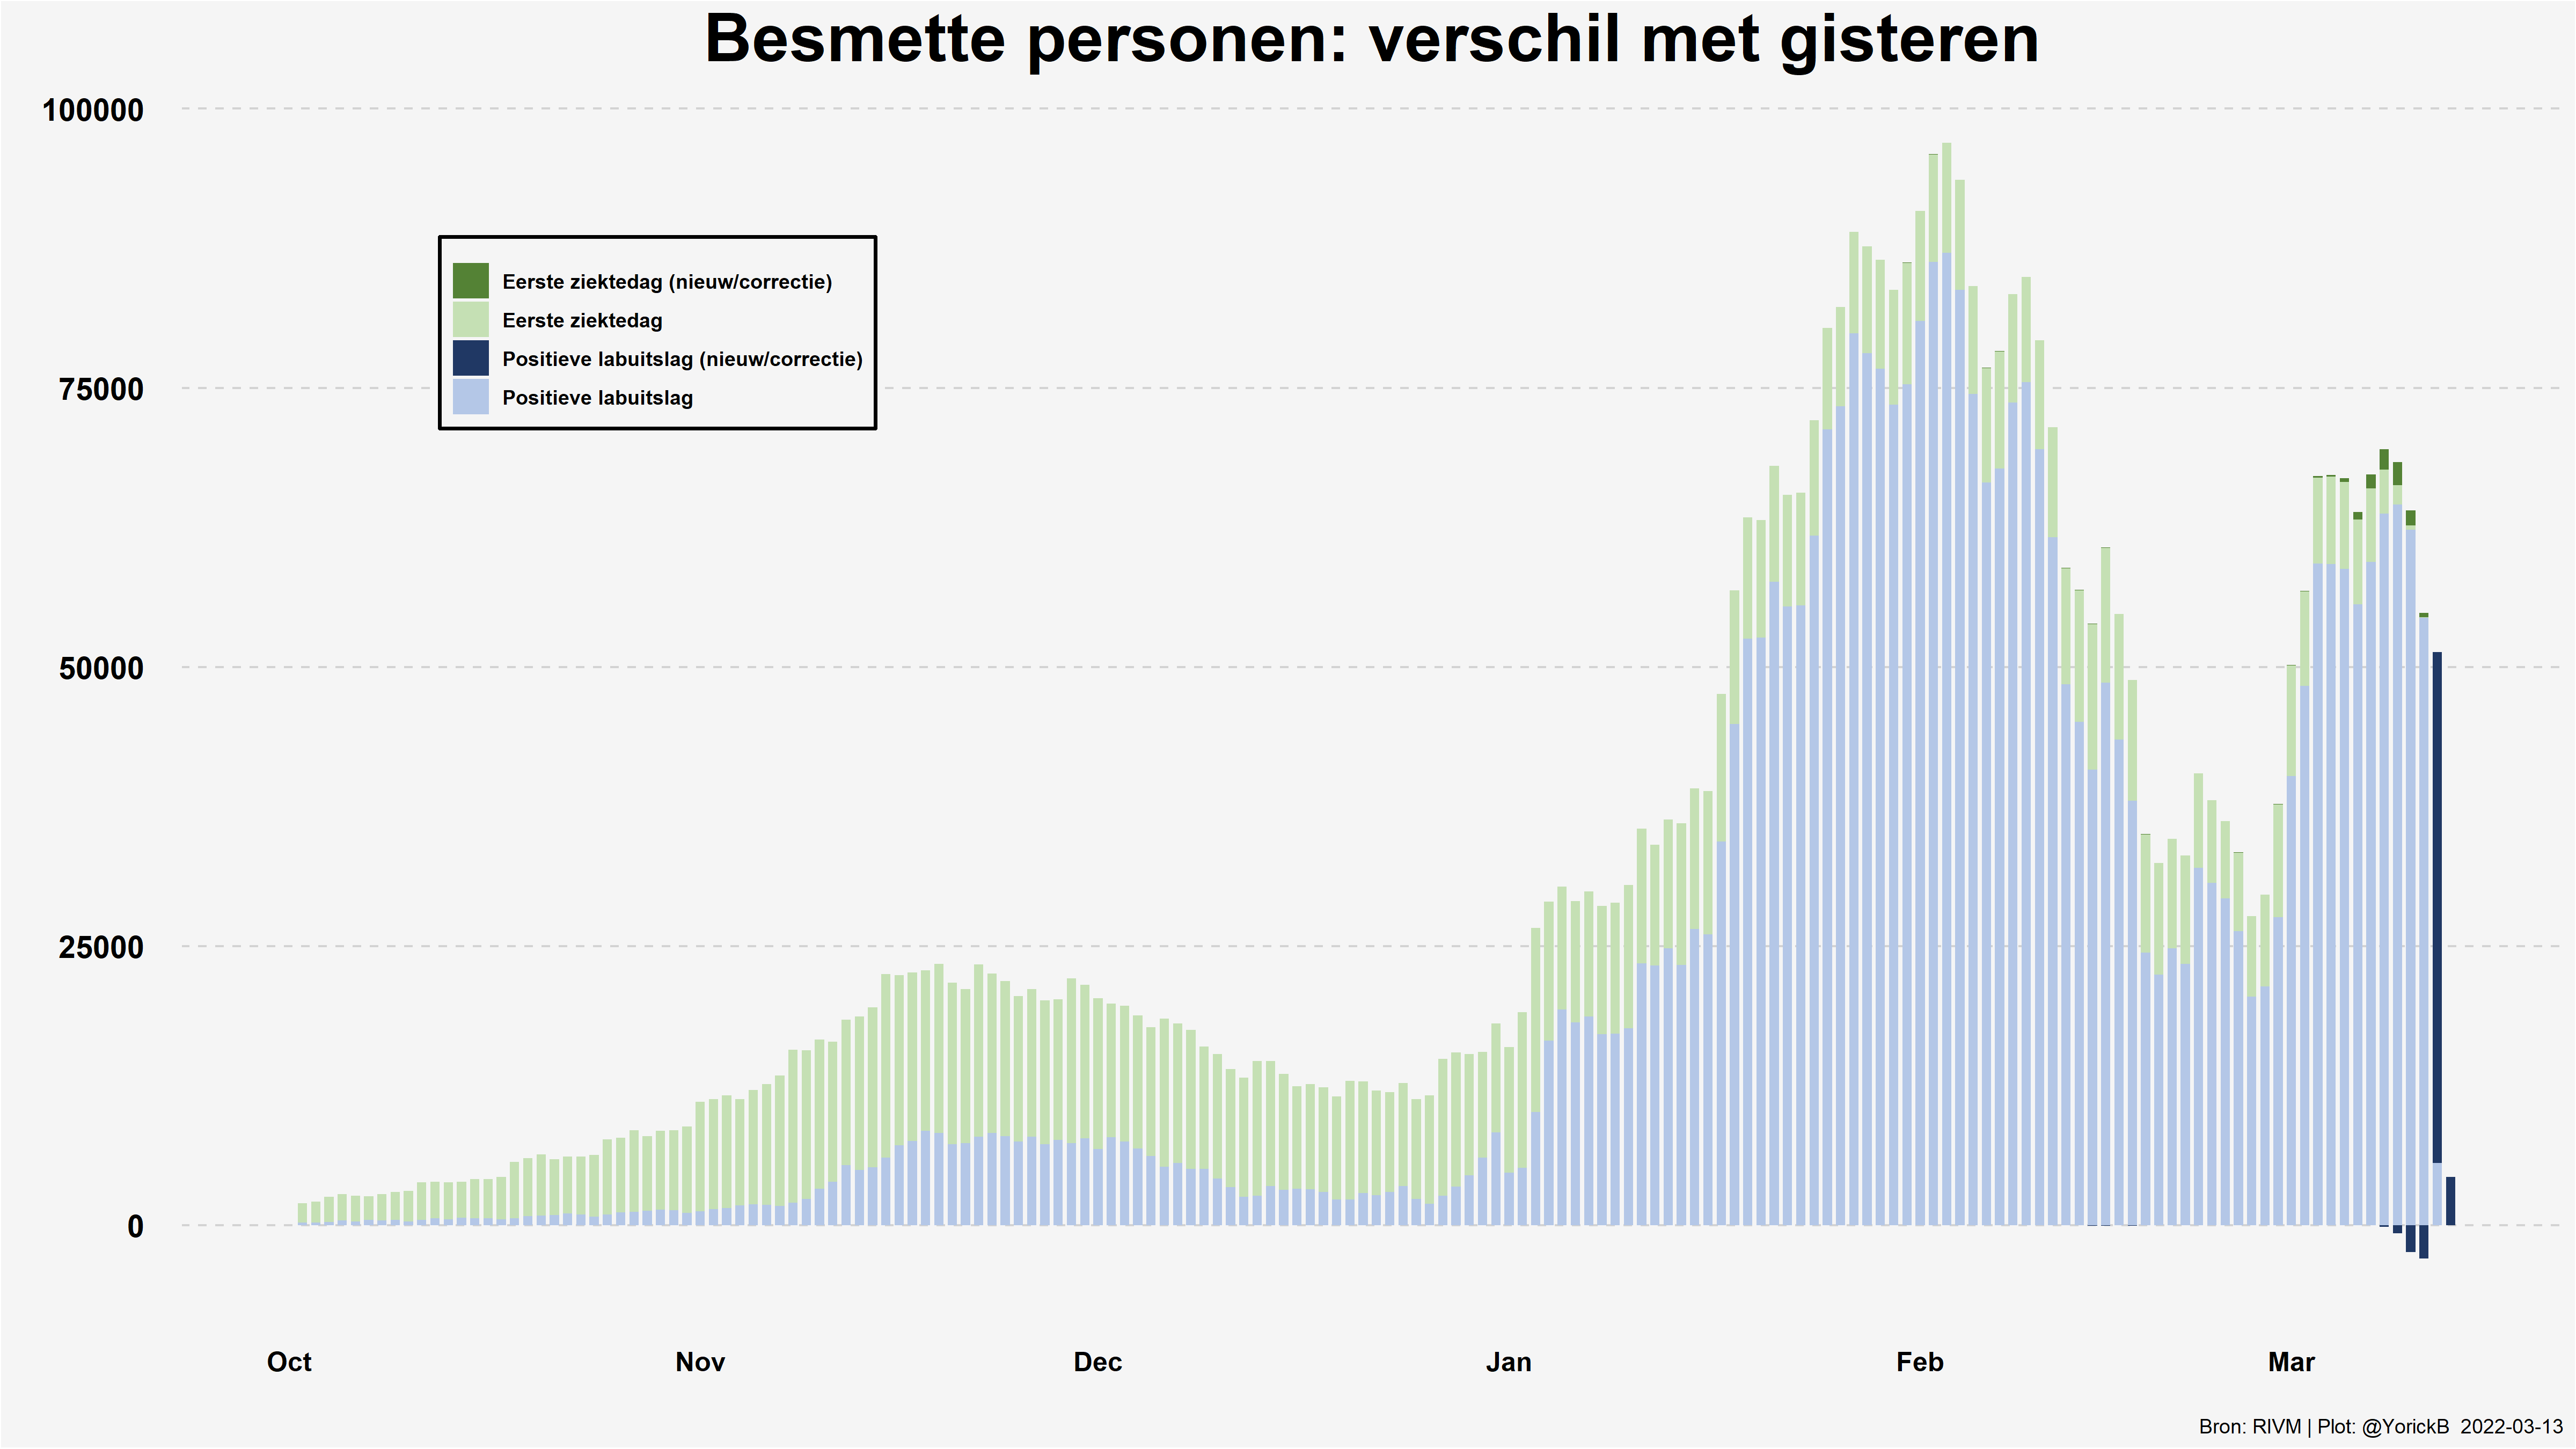 Besmette personen: verschil met gisteren
100000
75000
50000
25000
0
Eerste ziektedag (nieuw/correctie)
Eerste ziektedag
Positieve labuitslag (nieuw/correctie)
Positieve labuitslag
Oct Nov Dec Jan Feb Mar
Bron: RIVM | Plot: @YorickB 2022-03-13